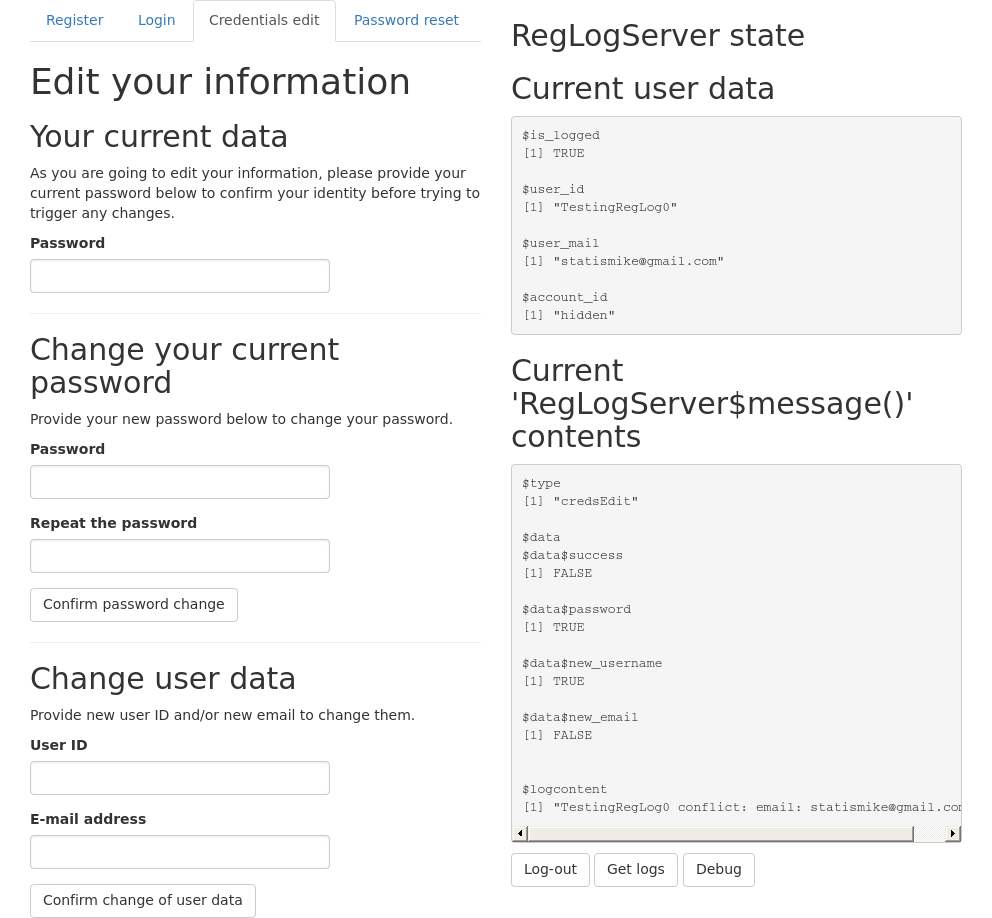 Register Login Credentials edit Password reset
Edit your information
Your current data
As you are going to edit your information, please provide your
current password below to confirm your identity before trying to
trigger any changes.
Password
Change your current
password
Provide your new password below to change your password.
Password
Repeat the password
Confirm password change
Change user data
Provide new user ID and/or new email to change them.
User ID
E-mail address
Confirm change of user data
RegLogServer state
Current user data
$is_logged
[1] TRUE
$user_id
[1] "TestingRegLog0"
$user_mail
[1] "statismike@gmail.com"
$account_id
[1] "hidden"
Current
'RegLogServer$message()'
contents
$type
[1] "credsEdit"
$data
$data$success
[1] FALSE
$data$password
[1] TRUE
$data$new_username
[1] TRUE
$data$new_email
[1] FALSE
$logcontent
[1] "TestingRegLog0 conflict: email: statismike@gmail.com
Log-out Get logs Debug